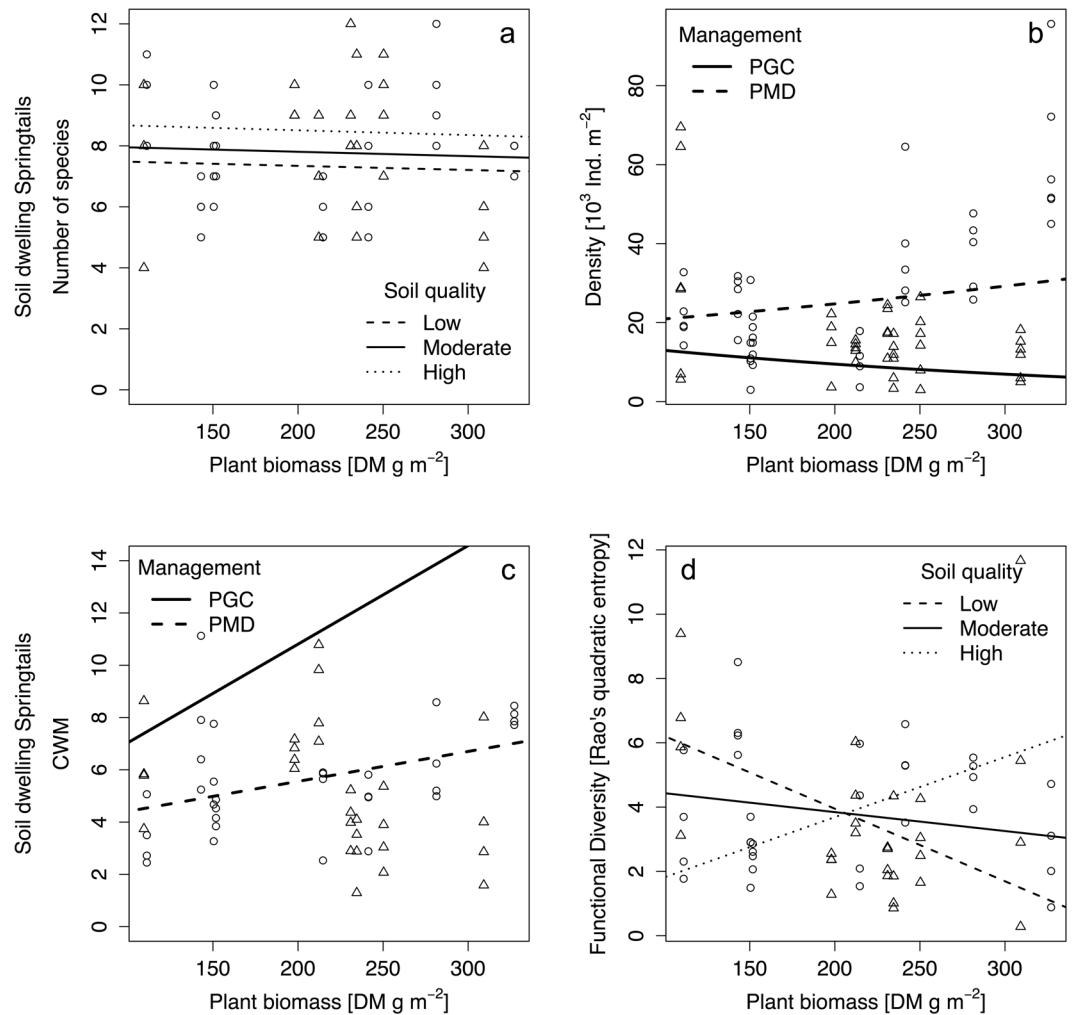 a
Soil dwelling Springtails
Number of species
12
10
8
6
4
2
0
Soil quality
Low
Moderate
High
150
200
250
300
Plant biomass [DM g m⁻²]
b
Management
PGC
PMD
Density [10³ Ind. m⁻²]
80
60
40
20
0
150
200
250
300
Plant biomass [DM g m⁻²]
c
Management
PGC
PMD
Soil dwelling Springtails
CWM
14
12
10
8
6
4
2
0
150
200
250
300
Plant biomass [DM g m⁻²]
d
Soil quality
Low
Moderate
High
Functional Diversity [Rao's quadratic entropy]
12
10
8
6
4
2
0
150
200
250
300
Plant biomass [DM g m⁻²]